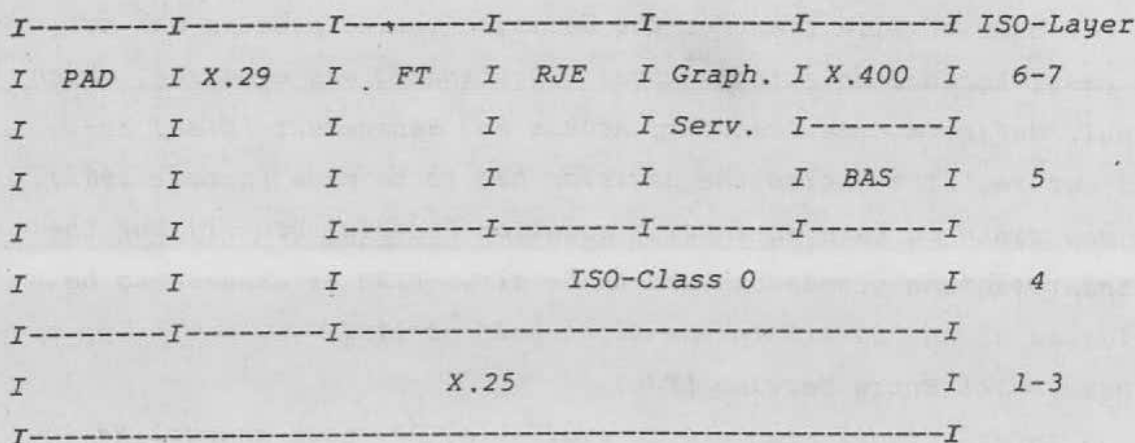 I--------I--------I--------I--------I--------I--------I ISO-Layer
I  PAD   I X.29   I   FT   I  RJE   I Graph. I X.400  I    6-7
I        I        I        I        I Serv.  I--------I
I        I        I        I        I        I  BAS   I    5
I        I        I--------I--------I--------I--------I
I        I        I            ISO-Class 0            I    4
I--------I--------I-----------------------------------I
I                       X.25                          I    1-3
I-----------------------------------------------------I